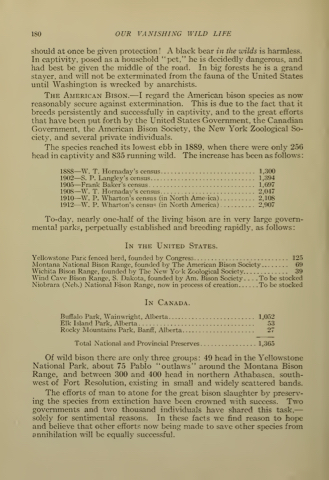 180 OUR VANISHING WILD LIFE
should at once be given protection! A black bear in the wilds is harmless.
In captivity, posed as a household "pet," he is decidedly dangerous, and
had best be given the middle of the road. In big forests he is a grand
stayer, and will not be exterminated from the fauna of the United States
until Washington is wrecked by anarchists.
THE AMERICAN BISON.—I regard the American bison species as now
reasonably secure against extermination. This is due to the fact that it
breeds persistently and successfully in captivity, and to the great efforts
that have been put forth by the United States Government, the Canadian
Government, the American Bison Society, the New York Zoological So-
ciety, and several private individuals.
The species reached its lowest ebb in 1889, when there were only 256
head in captivity and 835 running wild. The increase has been as follows:
1888—W. T. Hornaday's census 1,300
1902—S. P. Langley's census 1,394
1905—Frank Baker's census 1,697
1908—W. T. Hornaday's census 2,047
1910—W. P. Wharton's census (in North America) 2,108
1912—W. P. Wharton's census (in North America) 2,907
To-day, nearly one-half of the living bison are in very large govern-
mental parks, perpetually established and breeding rapidly, as follows:
IN THE UNITED STATES.
Yellowstone Park fenced herd, founded by Congress 125
Montana National Bison Range, founded by The American Bison Society 69
Wichita Bison Range, founded by The New York Zoological Society 39
Wind Cave Bison Range, S. Dakota, founded by Am. Bison Society To be stocked
Niobrara (Neb.) National Bison Range, now in process of creation To be stocked
IN CANADA.
Buffalo Park, Wainwright, Alberta 1,052
Elk Island Park, Alberta 53
Rocky Mountains Park, Banff, Alberta 27
Total National and Provincial Preserves 1,365
Of wild bison there are only three groups: 49 head in the Yellowstone
National Park, about 75 Pablo "outlaws" around the Montana Bison
Range, and between 300 and 400 head in northern Athabasca, south-
west of Fort Resolution, existing in small and widely scattered bands.
The efforts of man to atone for the great bison slaughter by preserv-
ing the species from extinction have been crowned with success. Two
governments and two thousand individuals have shared this task,—
solely for sentimental reasons. In these facts we find reason to hope
and believe that other efforts now being made to save other species from
annihilation will be equally successful.